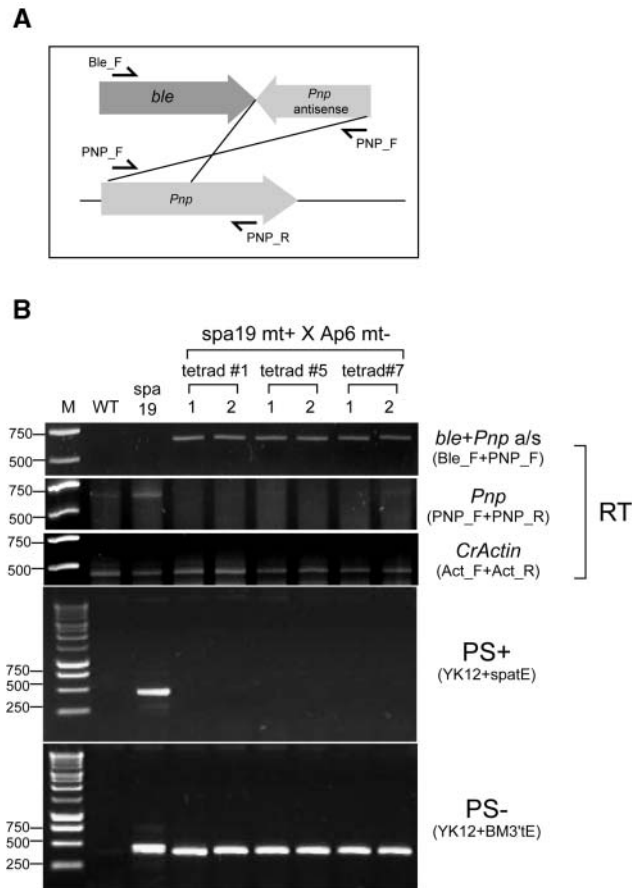 A
Ble_F
ble
Pnp
antisense
PNP_F
PNP_F
Pnp
PNP_R
B
spa19 mt+ X Ap6 mt-
tetrad #1 tetrad #5 tetrad#7
M WT spa 19 1 2 1 2 1 2
750
500
ble+Pnp a/s
(Ble_F+PNP_F)
750
500
Pnp
(PNP_F+PNP_R)
RT
750
500
CrActin
(Act_F+Act_R)
750
500
250
PS+
(YK12+spatE)
750
500
250
PS-
(YK12+BM3'tE)